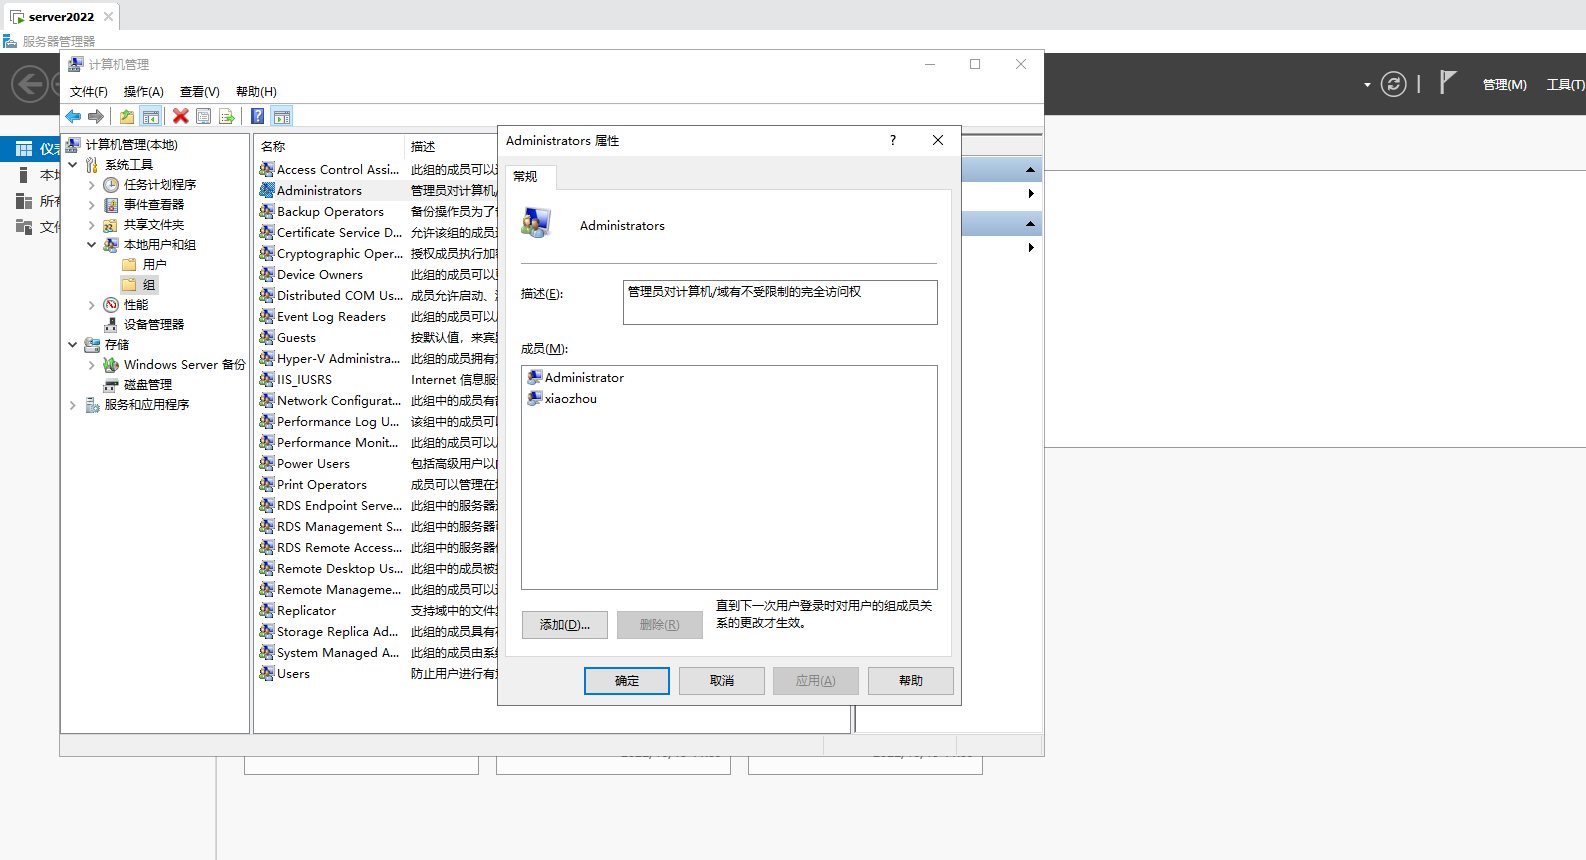 server2022
服务器管理器
计算机管理
文件(F) 操作(A) 查看(V) 帮助(H)
管理(M) 工具(T)
仪
本
所
文件
计算机管理(本地)
系统工具
任务计划程序
事件查看器
共享文件夹
本地用户和组
用户
组
性能
设备管理器
存储
Windows Server 备份
磁盘管理
服务和应用程序
名称 描述
Access Control Assi... 此组的成员可以
Administrators 管理员对计算机/
Backup Operators 备份操作员为了
Certificate Service D... 允许该组的成员
Cryptographic Oper... 授权成员执行加
Device Owners 此组的成员可以
Distributed COM Us... 成员允许启动、
Event Log Readers 此组的成员可以
Guests 按默认值，来宾
Hyper-V Administra... 此组的成员拥有
IIS_IUSRS Internet 信息服
Network Configurat... 此组中的成员有
Performance Log U... 该组中的成员可
Performance Monit... 此组的成员可以
Power Users 包括高级用户以
Print Operators 成员可以管理在
RDS Endpoint Serve... 此组中的服务器
RDS Management S... 此组中的服务器
RDS Remote Access... 此组中的服务器
Remote Desktop Us... 此组中的成员被
Remote Manageme... 此组的成员可以
Replicator 支持域中的文件
Storage Replica Ad... 此组的成员具有
System Managed A... 此组的成员由系
Users 防止用户进行有
Administrators 属性
常规
Administrators
描述(E):
管理员对计算机/域有不受限制的完全访问权
成员(M):
Administrator
xiaozhou
添加(D)... 删除(R)
直到下一次用户登录时对用户的组成员关
系的更改才生效。
确定 取消 应用(A) 帮助